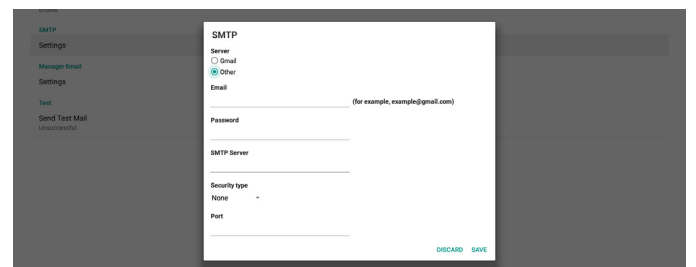 Enable
SMTP
Settings
Manager Email
Settings
Test
Send Test Mail
Unsuccessful
SMTP
Server
Gmail
Other
Email
(for example, example@gmail.com)
Password
SMTP Server
Security type
None
Port
DISCARD SAVE